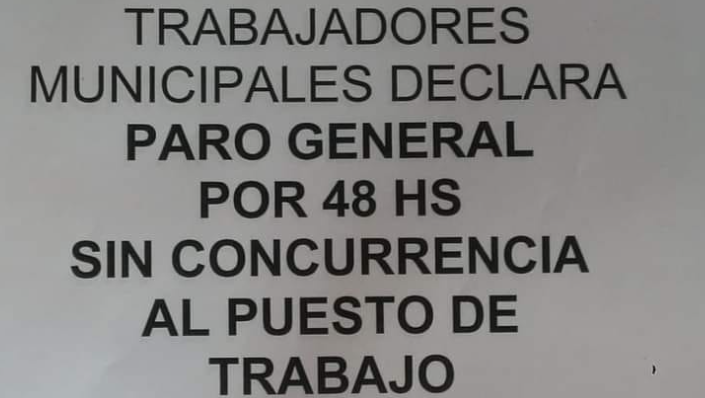 TRABAJADORES
MUNICIPALES DECLARA
PARO GENERAL
POR 48 HS
SIN CONCURRENCIA
AL PUESTO DE
TRABAJO